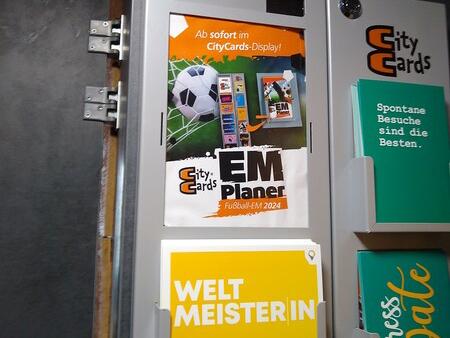 Ab sofort im
CityCards-Display!
City® Cards
EM
Planer
Fußball-EM 2024
WELT
MEISTER|IN
City
Cards
Spontane
Besuche
sind die
Besten.
ate